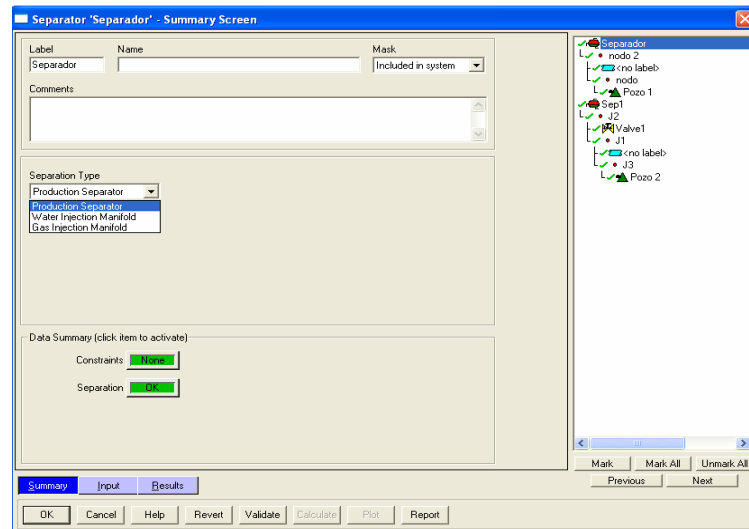 Separator 'Separador' - Summary Screen
Label Name Mask
Separador Included in system
Comments
Separation Type
Production Separator
Production Separator
Water Injection Manifold
Gas Injection Manifold
Data Summary (click item to activate)
Constraints None
Separation OK
Summary Input Results
OK Cancel Help Revert Validate Calculate Plot Report
Separador
nodo 2
<no label>
nodo
Pozo 1
Sep1
J2
Valve1
J1
<no label>
J3
Pozo 2
Mark Mark All Unmark All
Previous Next